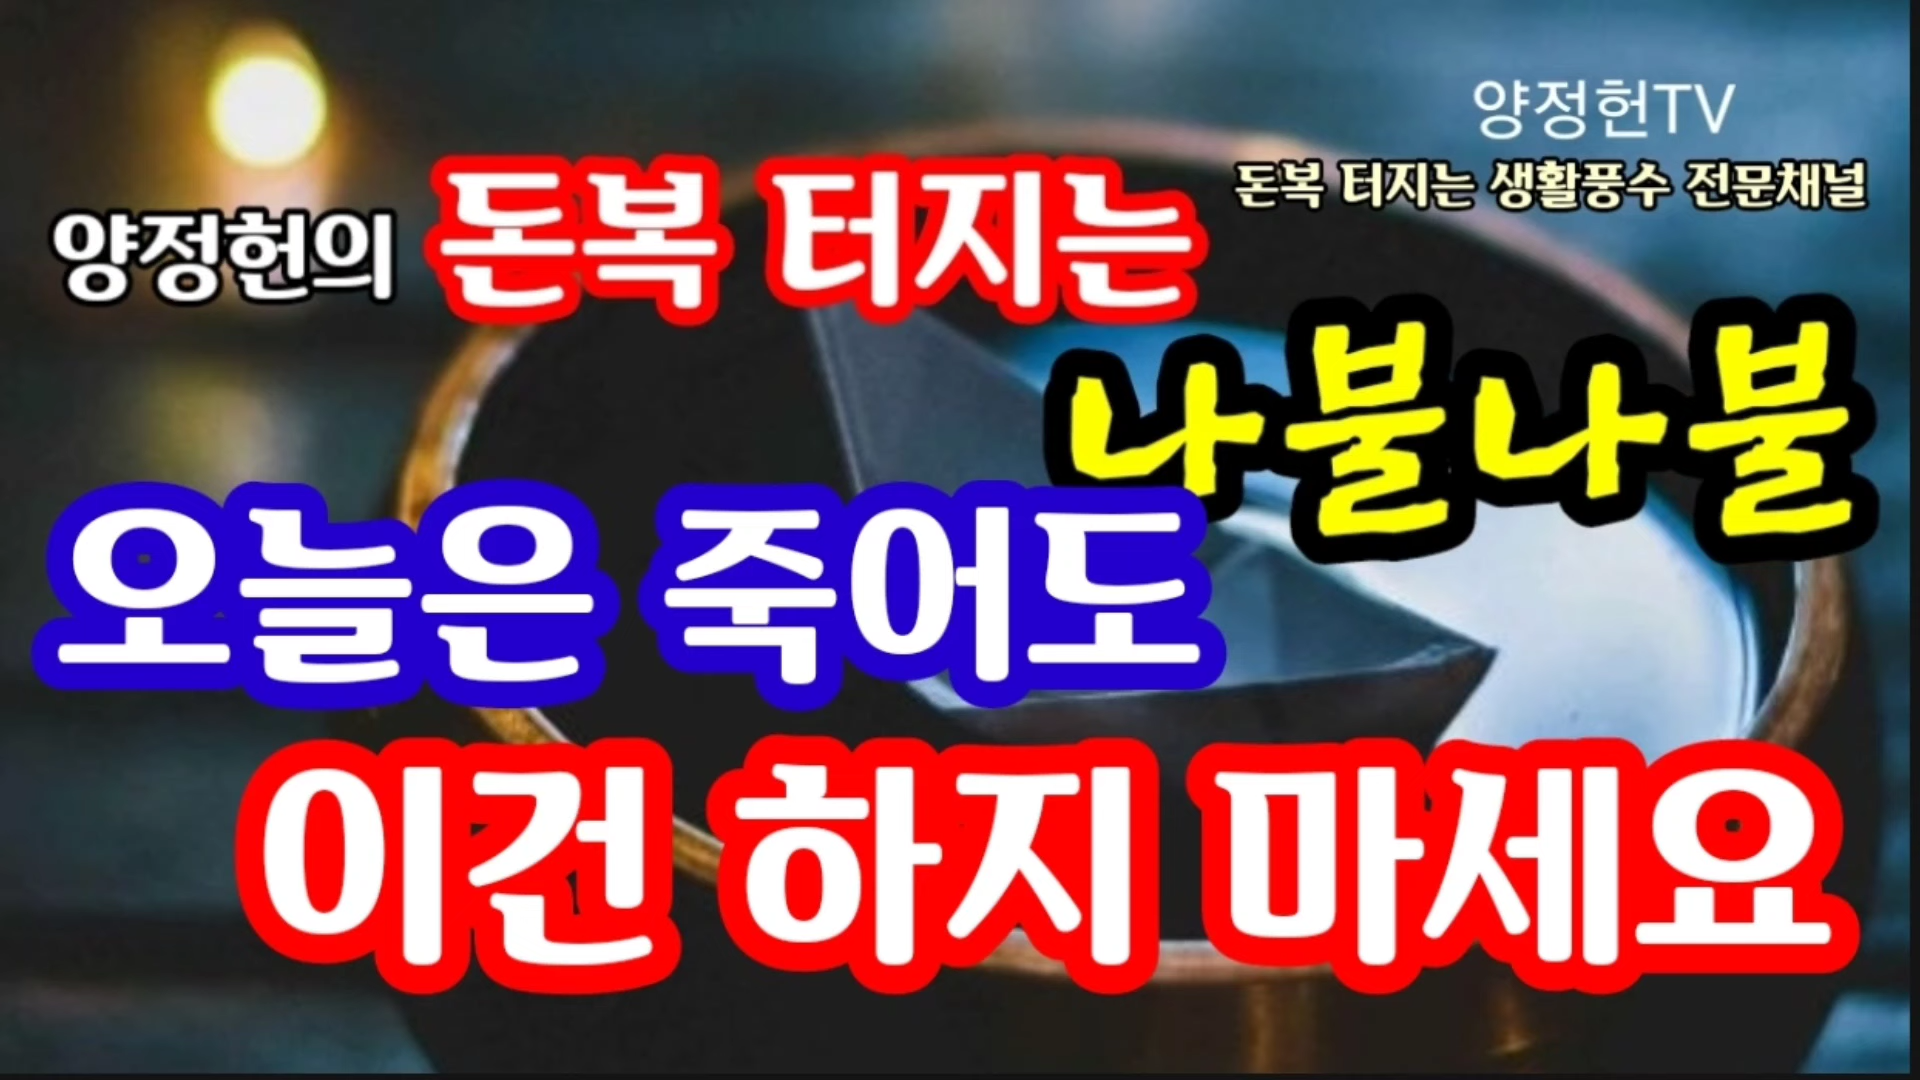 양정헌TV
돈복 터지는 생활풍수 전문채널
양정헌의 돈복 터지는
나불나불
오늘은 죽어도
이건 하지 마세요